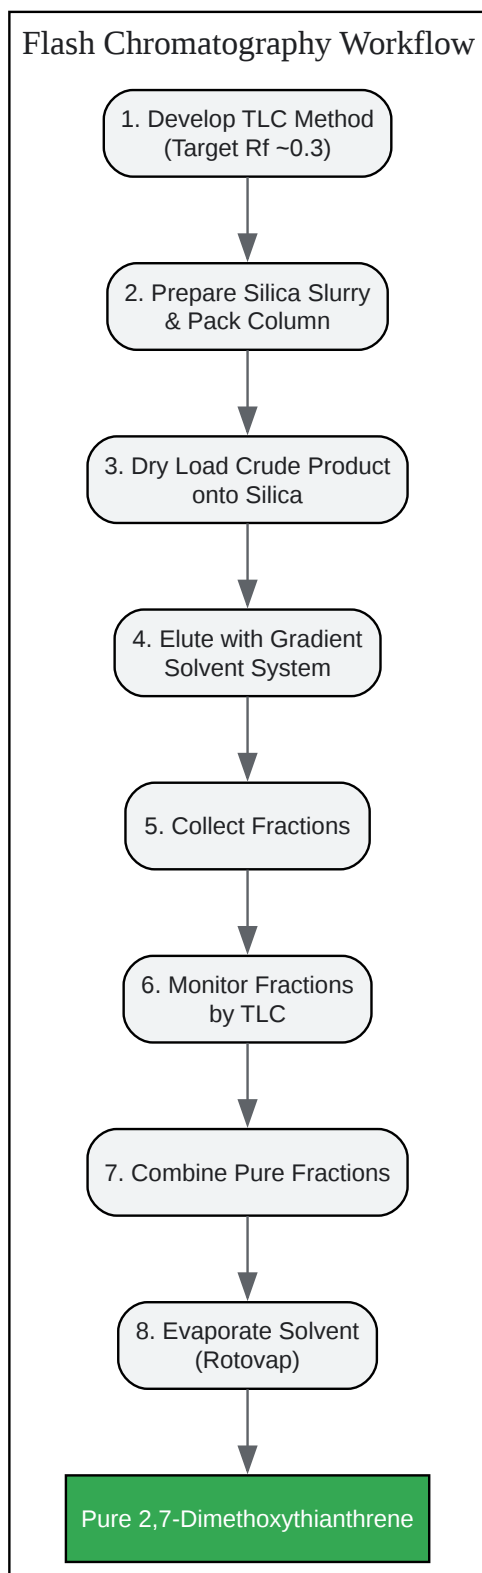 Flash Chromatography Workflow
1. Develop TLC Method
(Target Rf ~0.3)
2. Prepare Silica Slurry
& Pack Column
3. Dry Load Crude Product
onto Silica
4. Elute with Gradient
Solvent System
5. Collect Fractions
6. Monitor Fractions
by TLC
7. Combine Pure Fractions
8. Evaporate Solvent
(Rotovap)
Pure 2,7-Dimethoxythianthrene